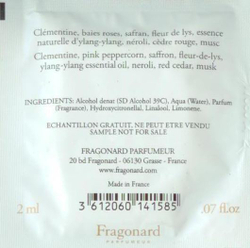 Clémentine, baies roses, safran, fleur de lys, essence
naturelle d'ylang-ylang, néroli, cèdre rouge, musc
Clementine, pink peppercorn, saffron, fleur-de-lys,
ylang-ylang essential oil, neroli, red cedar, musk
INGREDIENTS: Alcohol denat (SD Alcohol 39C), Aqua (Water), Parfum
(Fragrance), Hydroxycitronellal, Linalool, Limonene.
ECHANTILLON GRATUIT, NE PEUT ETRE VENDU
SAMPLE NOT FOR SALE
FRAGONARD PARFUMEUR
20 bd Fragonard - 06130 Grasse - France
www.fragonard.com
Made in France
2 ml
3 612060 141585
.07 fl.oz
Fragonard
PARFUMEUR